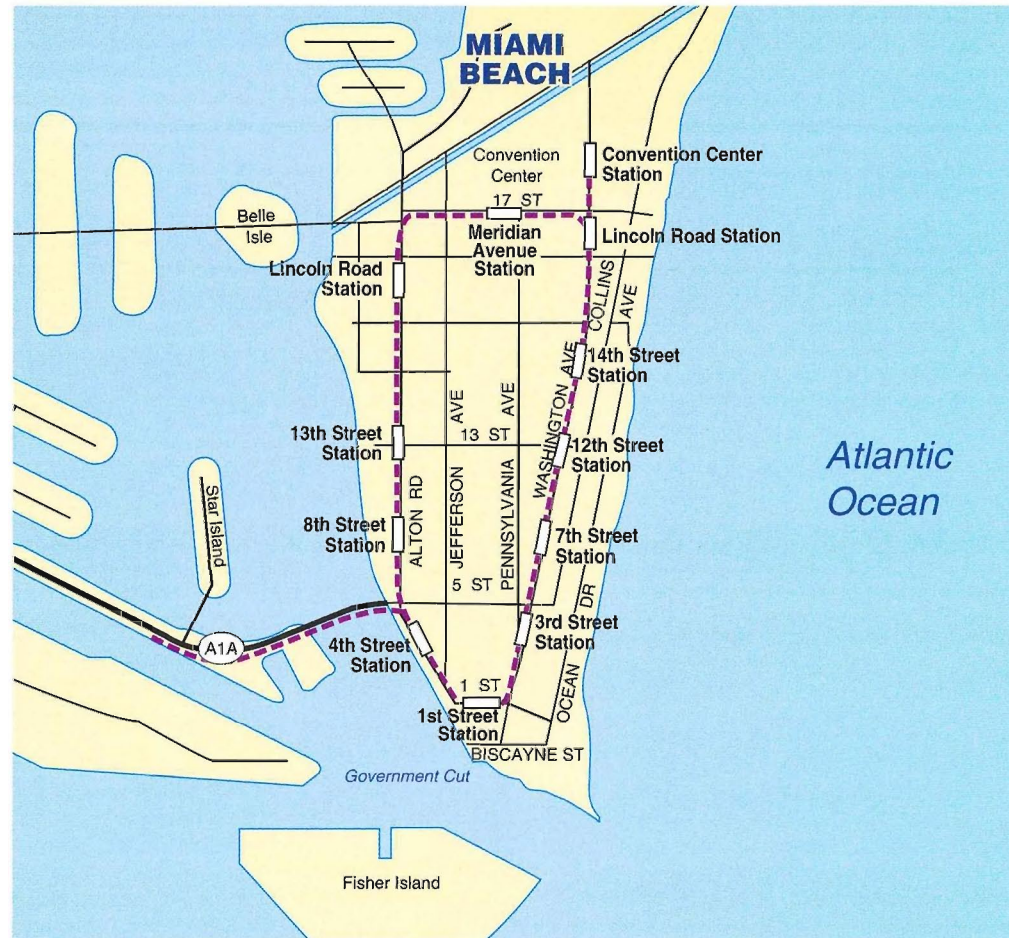 MIAMI
BEACH
Convention
Center
Convention Center
Station
17 ST
Belle
Isle
Meridian
Avenue
Station
Lincoln Road Station
Lincoln Road
Station
COLLINS
AVE
14th Street
Station
WASHINGTON AVE
JEFFERSON AVE
PENNSYLVANIA AVE
13 ST
13th Street
Station
12th Street
Station
Atlantic
Ocean
Star Island
ALTON RD
8th Street
Station
7th Street
Station
5 ST
OCEAN DR
3rd Street
Station
A1A
4th Street
Station
1 ST
1st Street
Station
BISCAYNE ST
Government Cut
Fisher Island